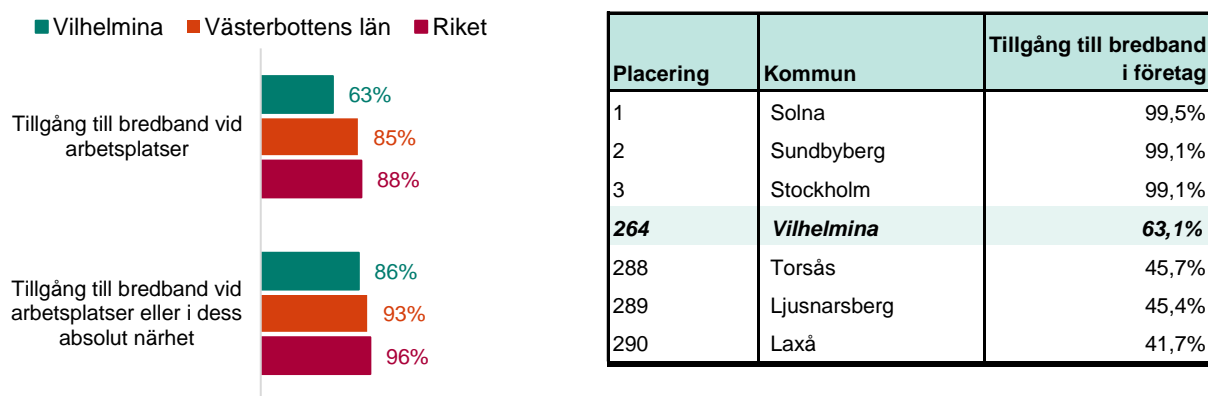 Vilhelmina Västerbottens län Riket
Tillgång till bredband vid
arbetsplatser
63%
85%
88%
Tillgång till bredband vid
arbetsplatser eller i dess
absolut närhet
86%
93%
96%
Placering Kommun Tillgång till bredband
i företag
1 Solna 99,5%
2 Sundbyberg 99,1%
3 Stockholm 99,1%
264 Vilhelmina 63,1%
288 Torsås 45,7%
289 Ljusnarsberg 45,4%
290 Laxå 41,7%